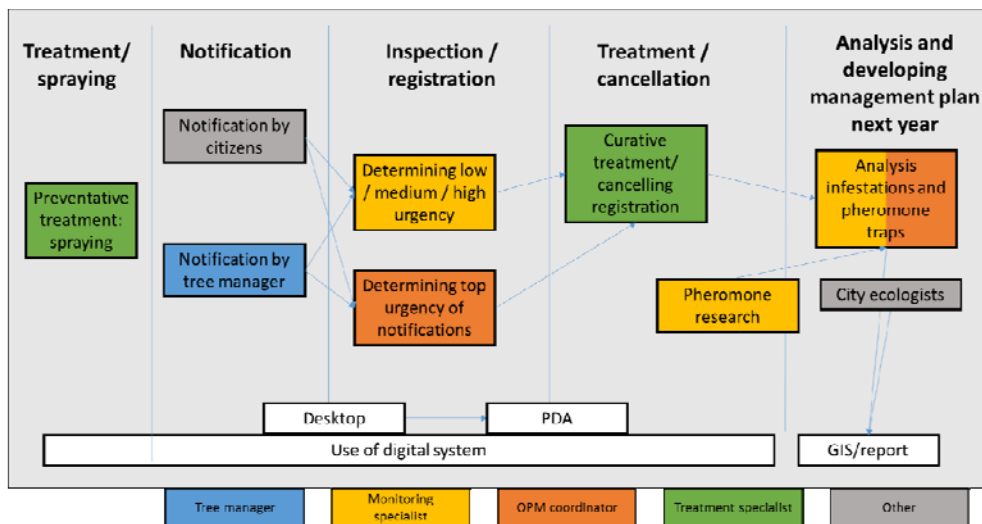 Treatment/
spraying
Notification
Inspection /
registration
Treatment /
cancellation
Analysis and
developing
management plan
next year
Preventative
treatment:
spraying
Notification by
citizens
Notification by
tree manager
Determining low
/ medium / high
urgency
Determining top
urgency of
notifications
Curative
treatment/
cancelling
registration
Analysis
infestations and
pheromone
traps
Pheromone
research
City ecologists
Desktop
PDA
Use of digital system
GIS/report
Tree manager
Monitoring
specialist
OPM coordinator
Treatment specialist
Other